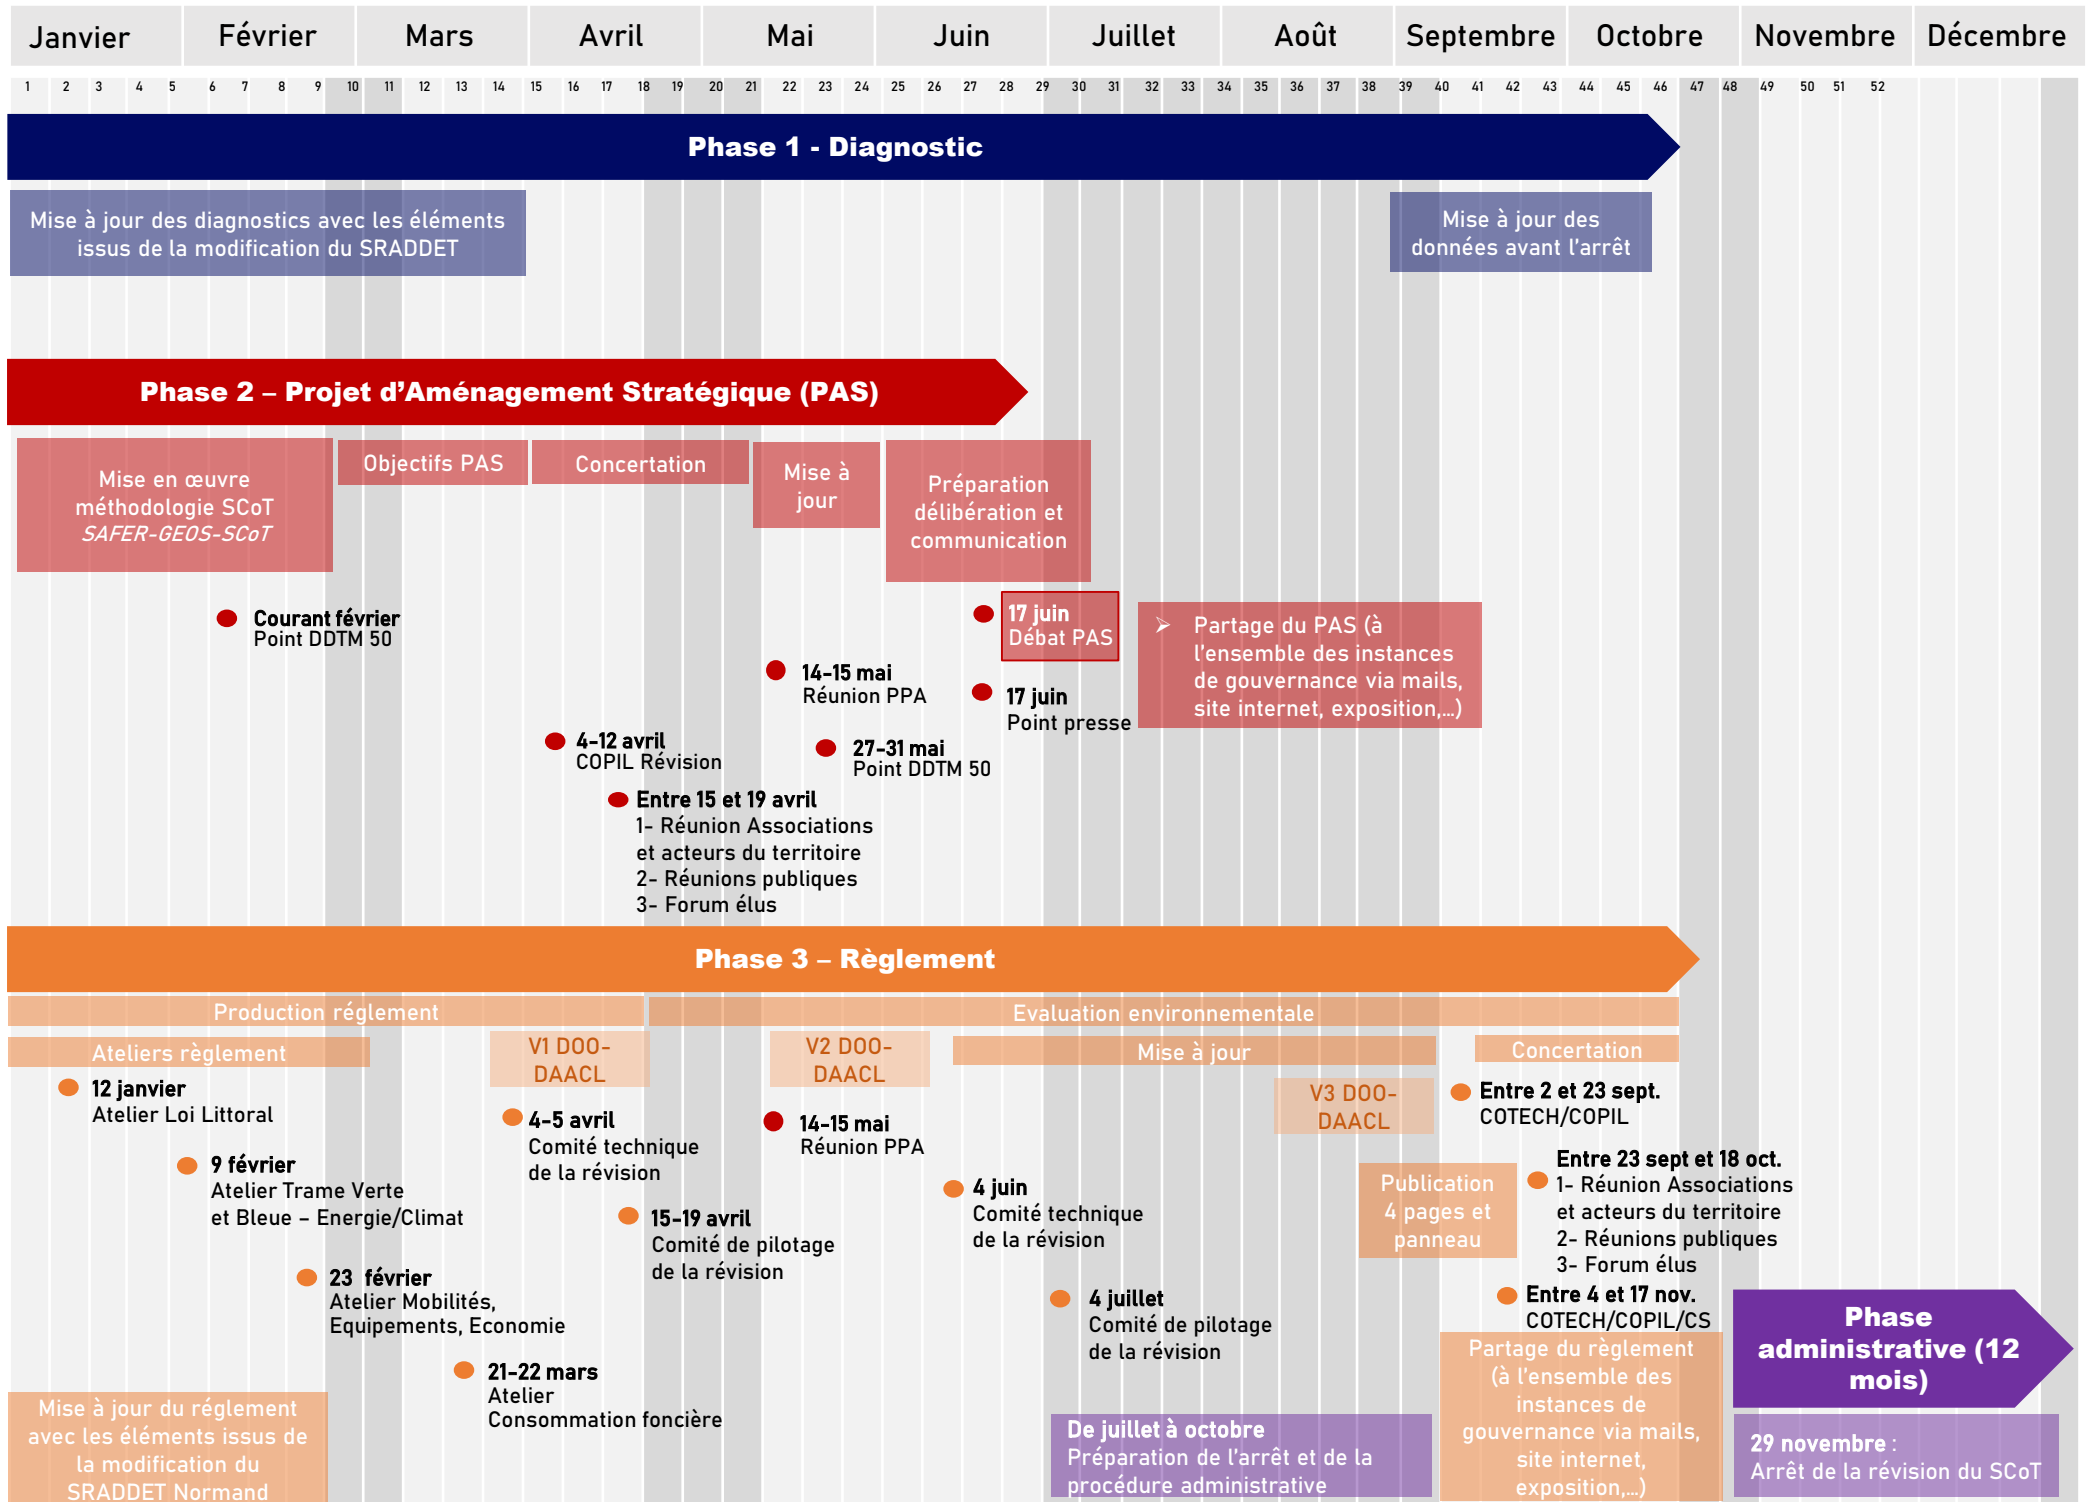 Janvier Février Mars Avril Mai Juin Juillet Août Septembre Octobre Novembre Décembre
1 2 3 4 5 6 7 8 9 10 11 12 13 14 15 16 17 18 19 20 21 22 23 24 25 26 27 28 29 30 31 32 33 34 35 36 37 38 39 40 41 42 43 44 45 46 47 48 49 50 51 52
Phase 1 - Diagnostic
Mise à jour des diagnostics avec les éléments
issus de la modification du SRADDET
Mise à jour des
données avant l'arrêt
Phase 2 – Projet d'Aménagement Stratégique (PAS)
Mise en œuvre
méthodologie SCoT
SAFER-GEOS-SCoT
Objectifs PAS
Concertation
Mise à
jour
Préparation
délibération et
communication
Courant février
Point DDTM 50
17 juin
Débat PAS
➢ Partage du PAS (à
l'ensemble des instances
de gouvernance via mails,
site internet, exposition,…)
14-15 mai
Réunion PPA
17 juin
Point presse
4-12 avril
COPIL Révision
27-31 mai
Point DDTM 50
Entre 15 et 19 avril
1- Réunion Associations
et acteurs du territoire
2- Réunions publiques
3- Forum élus
Phase 3 – Règlement
Production réglement
Evaluation environnementale
Ateliers règlement
V1 DOO-
DAACL
V2 DOO-
DAACL
Mise à jour
Concertation
12 janvier
Atelier Loi Littoral
4-5 avril
Comité technique
de la révision
14-15 mai
Réunion PPA
V3 DOO-
DAACL
Entre 2 et 23 sept.
COTECH/COPIL
9 février
Atelier Trame Verte
et Bleue – Energie/Climat
15-19 avril
Comité de pilotage
de la révision
4 juin
Comité technique
de la révision
Publication
4 pages et
panneau
Entre 23 sept et 18 oct.
1- Réunion Associations
et acteurs du territoire
2- Réunions publiques
3- Forum élus
23 février
Atelier Mobilités,
Equipements, Economie
4 juillet
Comité de pilotage
de la révision
Entre 4 et 17 nov.
COTECH/COPIL/CS
Phase
administrative (12
mois)
21-22 mars
Atelier
Consommation foncière
Mise à jour du réglement
avec les éléments issus de
la modification du
SRADDET Normand
De juillet à octobre
Préparation de l'arrêt et de la
procédure administrative
Partage du règlement
(à l'ensemble des
instances de
gouvernance via mails,
site internet,
exposition,…)
29 novembre :
Arrêt de la révision du SCoT